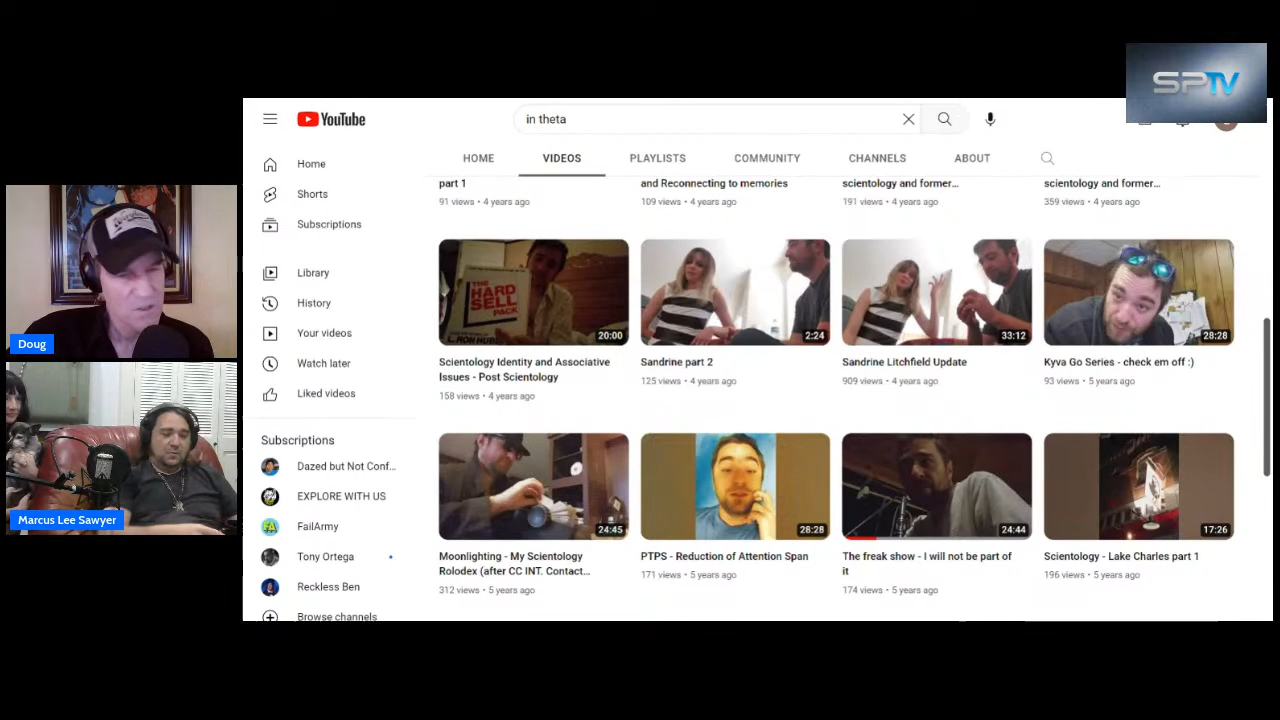 SPTV
YouTube
in theta
HOME
VIDEOS
PLAYLISTS
COMMUNITY
CHANNELS
ABOUT
Home
Shorts
Subscriptions
Library
History
Your videos
Watch later
Liked videos
Subscriptions
Dazed but Not Conf...
EXPLORE WITH US
FailArmy
Tony Ortega
Reckless Ben
Browse channels
part 1
91 views • 4 years ago
and Reconnecting to memories
109 views • 4 years ago
scientology and former...
191 views • 4 years ago
scientology and former...
359 views • 4 years ago
THE
HARD
SELL
PACK
L. RON HUBB
20:00
Scientology Identity and Associative
Issues - Post Scientology
158 views • 4 years ago
2:24
Sandrine part 2
125 views • 4 years ago
33:12
Sandrine Litchfield Update
909 views • 4 years ago
28:28
Kyva Go Series - check em off :)
93 views • 5 years ago
24:45
Moonlighting - My Scientology
Rolodex (after CC INT. Contact...
312 views • 5 years ago
28:28
PTPS - Reduction of Attention Span
171 views • 5 years ago
24:44
The freak show - I will not be part of
it
174 views • 5 years ago
17:26
Scientology - Lake Charles part 1
196 views • 5 years ago
Doug
Marcus Lee Sawyer